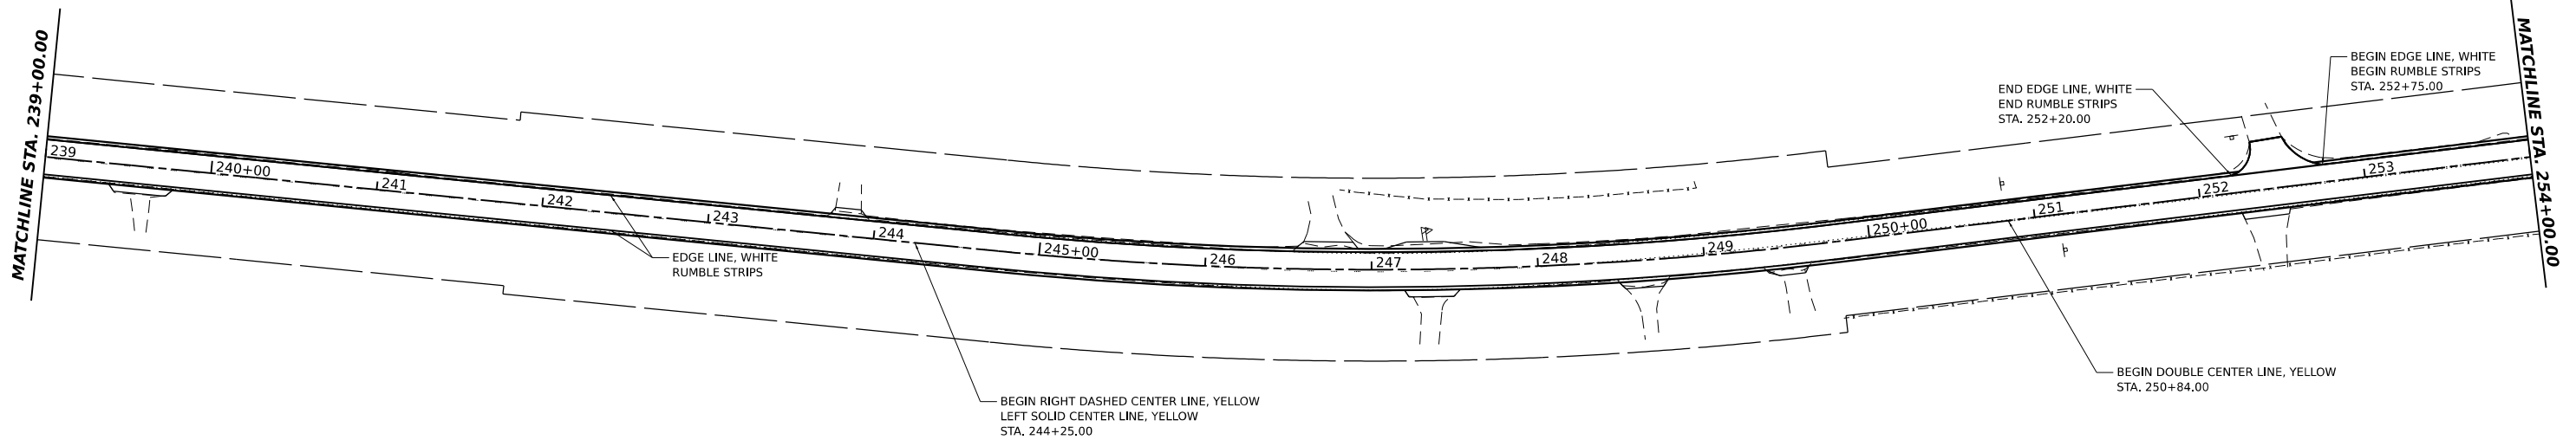 MATCHLINE STA. 239+00.00
239
240+00
241
242
243
244
245+00
246
247
248
249
250+00
251
252
253
EDGE LINE, WHITE
RUMBLE STRIPS
BEGIN RIGHT DASHED CENTER LINE, YELLOW
LEFT SOLID CENTER LINE, YELLOW
STA. 244+25.00
END EDGE LINE, WHITE
END RUMBLE STRIPS
STA. 252+20.00
BEGIN EDGE LINE, WHITE
BEGIN RUMBLE STRIPS
STA. 252+75.00
BEGIN DOUBLE CENTER LINE, YELLOW
STA. 250+84.00
MATCHLINE STA. 254+00.00